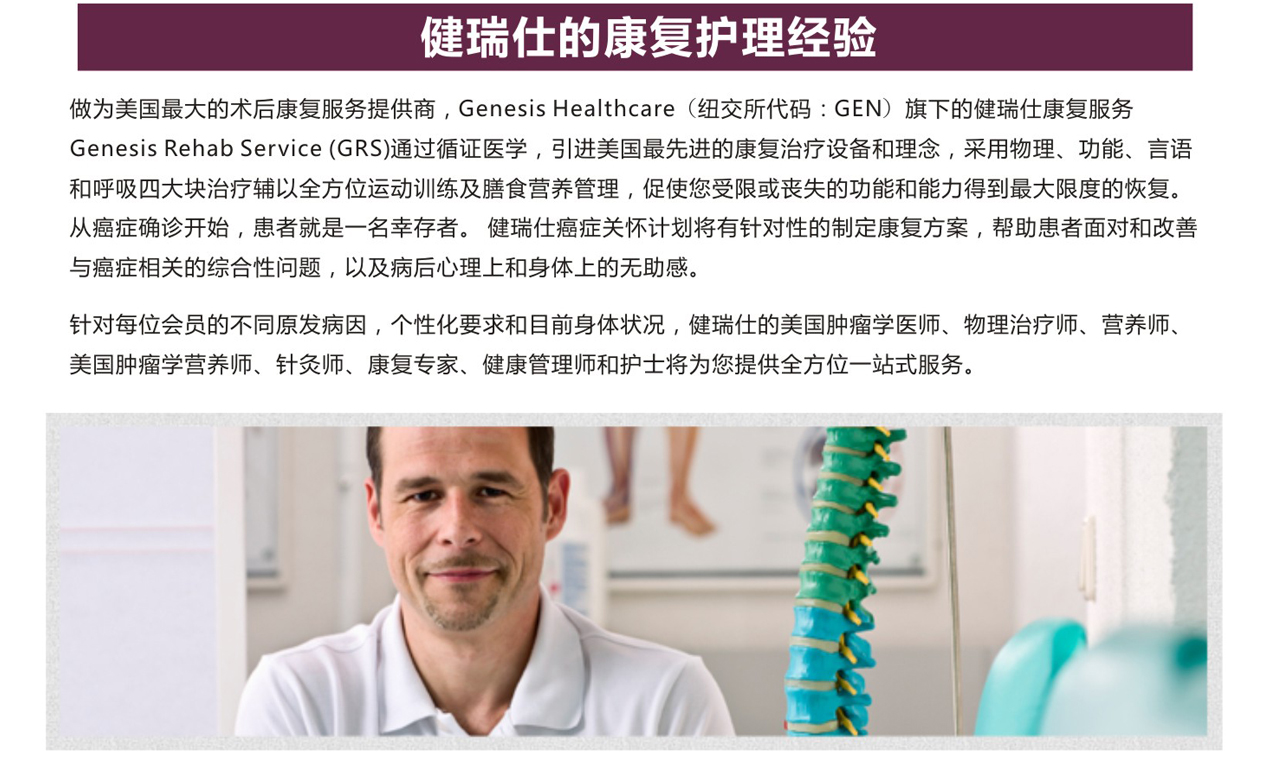 健瑞仕的康复护理经验
做为美国最大的术后康复服务提供商，Genesis Healthcare（纽交所代码：GEN）旗下的健瑞仕康复服务
Genesis Rehab Service (GRS)通过循证医学，引进美国最先进的康复治疗设备和理念，采用物理、功能、言语
和呼吸四大块治疗辅以全方位运动训练及膳食营养管理，促使您受限或丧失的功能和能力得到最大限度的恢复。
从癌症确诊开始，患者就是一名幸存者。 健瑞仕癌症关怀计划将有针对性的制定康复方案，帮助患者面对和改善
与癌症相关的综合性问题，以及病后心理上和身体上的无助感。
针对每位会员的不同原发病因，个性化要求和目前身体状况，健瑞仕的美国肿瘤学医师、物理治疗师、营养师、
美国肿瘤学营养师、针灸师、康复专家、健康管理师和护士将为您提供全方位一站式服务。